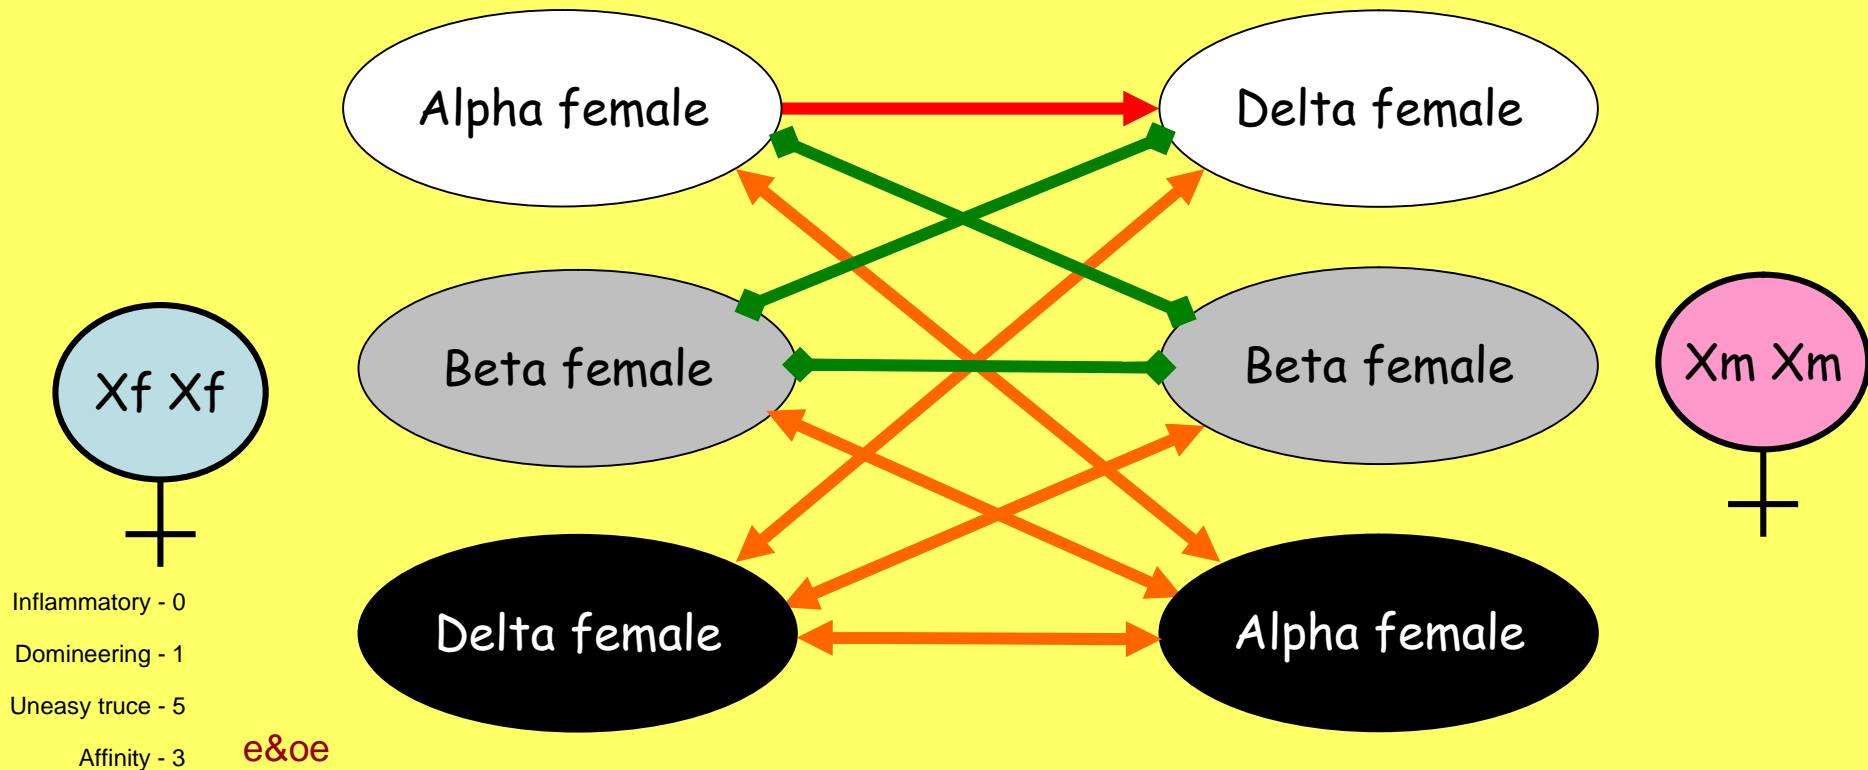 Alpha female
Delta female
Beta female
Beta female
Xf Xf
Xm Xm
Delta female
Alpha female
Inflammatory - 0
Domineering - 1
Uneasy truce - 5
Affinity - 3
e&oe